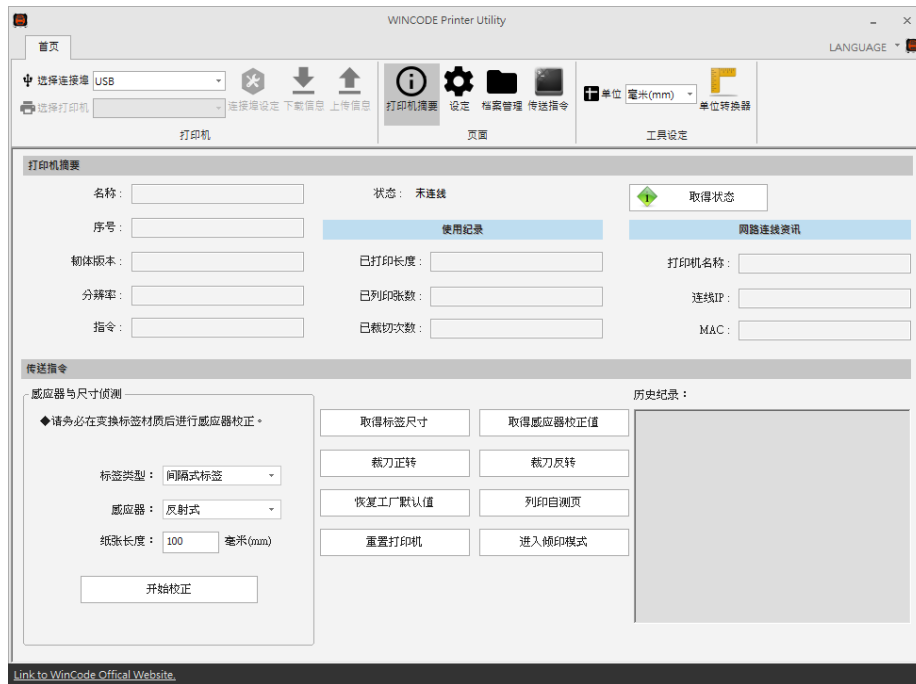 WINCODE Printer Utility
首页
LANGUAGE
选择连接埠 USB
选择打印机
连接埠设定 下载信息 上传信息
打印机
打印机摘要 设定 档案管理 传送指令
页面
单位 毫米(mm)
单位转换器
工具设定
打印机摘要
名称：
状态： 未连线
取得状态
序号：
使用纪录
网路连线资讯
韧体版本：
已打印长度：
打印机名称：
分辨率：
已列印张数：
连线IP：
指令：
已裁切次数：
MAC：
传送指令
感应器与尺寸侦测
历史纪录：
◆请务必在变换标签材质后进行感应器校正。
取得标签尺寸
取得感应器校正值
标签类型： 间隔式标签
裁刀正转
裁刀反转
感应器： 反射式
恢复工厂默认值
列印自测页
纸张长度： 100 毫米(mm)
重置打印机
进入倾印模式
开始校正
Link to WinCode Offical Website.